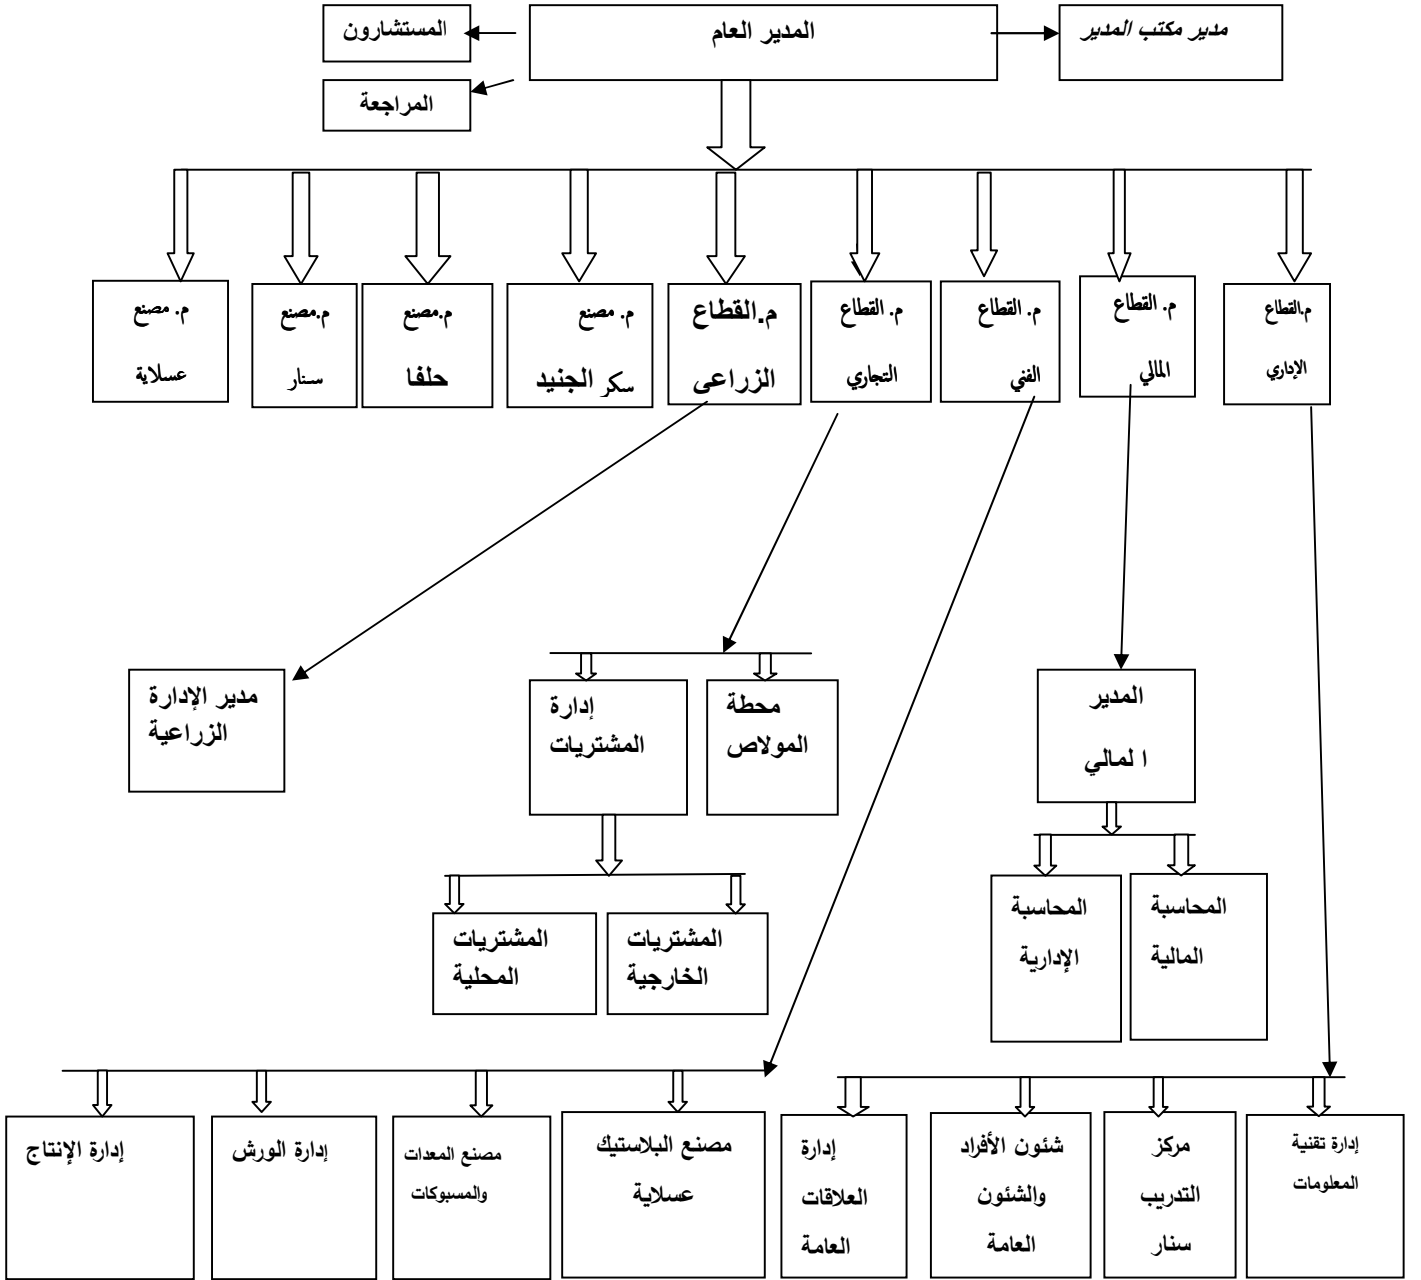 مدير مكتب المدير
المدير العام
المستشارون
المراجعة
م.القطاع
الإداري
م. القطاع
المالي
م. القطاع
الفني
م. القطاع
التجاري
م.القطاع
الزراعى
م. مصنع
سكر الجنيد
م.مصنع
حلفا
م.مصنع
سنار
م. مصنع
عسلاية
المدير
ا لمالي
محطة
المولاص
إدارة
المشتريات
مدير الإدارة
الزراعية
المحاسبة
المالية
المحاسبة
الإدارية
المشتريات
الخارجية
المشتريات
المحلية
إدارة تقنية
المعلومات
مركز
التدريب
سنار
شئون الأفراد
والشئون
العامة
إدارة
العلاقات
العامة
مصنع البلاستيك
عسلاية
مصنع المعدات
والمسبوكات
إدارة الورش
إدارة الإنتاج